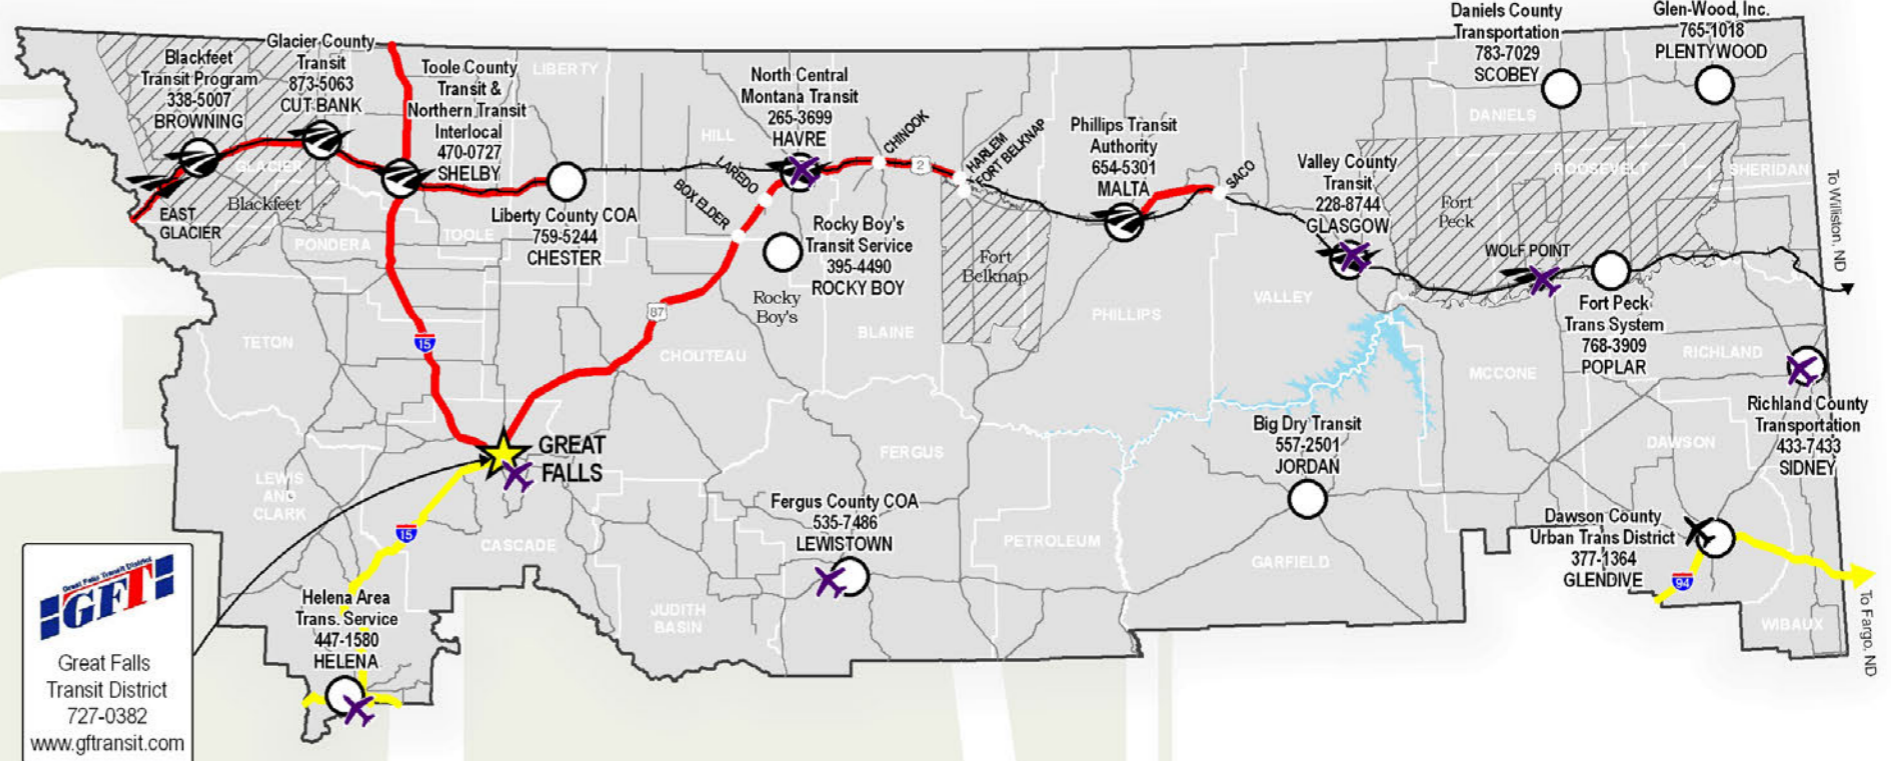 Blackfeet
Transit Program
338-5007
BROWNING
Glacier County
Transit
873-5063
CUT BANK
Toole County
Transit &
Northern Transit
Interlocal
470-0727
SHELBY
LIBERTY
HILL
North Central
Montana Transit
265-3699
HAVRE
CHINOOK
2
HARLEM
FORT BELKNAP
Phillips Transit
Authority
654-5301
MALTA
SACO
Valley County
Transit
228-8744
GLASGOW
Daniels County
Transportation
783-7029
SCOBEY
Glen-Wood, Inc.
765-1018
PLENTYWOOD
DANIELS
ROOSEVELT
SHERIDAN
To Williston, ND
GLACIER
Blackfeet
EAST
GLACIER
PONDERA
TOOLE
Liberty County COA
759-5244
CHESTER
LAREDO
BOX ELDER
Rocky Boy's
Transit Service
395-4490
ROCKY BOY
Rocky
Boy's
Fort
Belknap
Fort
Peck
WOLF POINT
Fort Peck
Trans System
768-3909
POPLAR
VALLEY
PHILLIPS
BLAINE
87
15
TETON
CHOUTEAU
MCCONE
RICHLAND
Richland County
Transportation
433-7433
SIDNEY
Big Dry Transit
557-2501
JORDAN
DAWSON
FERGUS
GREAT
FALLS
LEWIS
AND
CLARK
15
CASCADE
Fergus County COA
535-7486
LEWISTOWN
PETROLEUM
GARFIELD
Dawson County
Urban Trans District
377-1364
GLENDIVE
94
To Fargo, ND
WIBAUX
JUDITH
BASIN
Helena Area
Trans. Service
447-1580
HELENA
Great Falls Transit District
GFT
Great Falls
Transit District
727-0382
www.gftransit.com